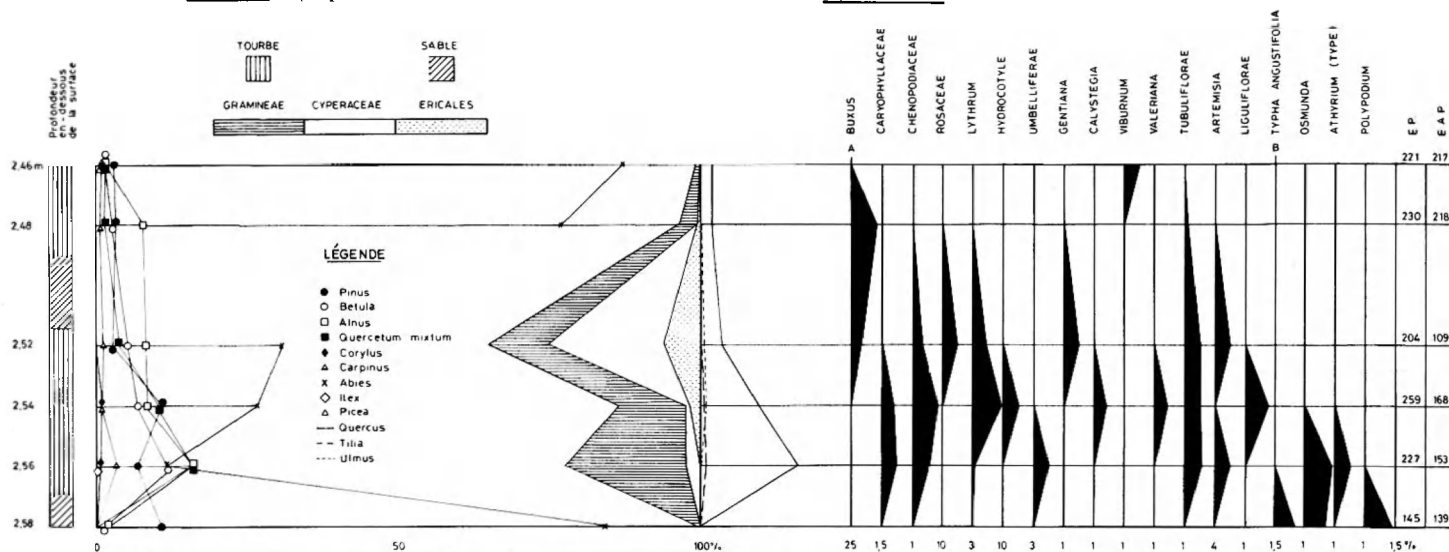 TOURBE
SABLE
GRAMINEAE CYPERACEAE ERICALES
Profondeur
en-dessous
de la surface
BUXUS
A
CARYOPHYLLACEAE
CHENOPODIACEAE
ROSACEAE
LYTHRUM
HYDROCOTYLE
UMBELLIFERAE
GENTIANA
CALYSTEGIA
VIBURNUM
VALERIANA
TUBULIFLORAE
ARTEMISIA
LIGULIFLORAE
TYPHA ANGUSTIFOLIA
B
OSMUNDA
ATHYRIUM (TYPE)
POLYPODIUM
E P.
E A P.
2,46 m 221 217
2,48 230 218
LÉGENDE
Pinus
Betula
Alnus
Quercetum mixtum
Corylus
Carpinus
Abies
Ilex
Picea
Quercus
Tilia
Ulmus
2,52 204 109
2,54 259 168
2,56 227 153
2,58 145 139
0 50 100% 25 1,5 1 10 3 10 3 1 1 1 1 1 4 1 1,5 1 1 1 1,5 %